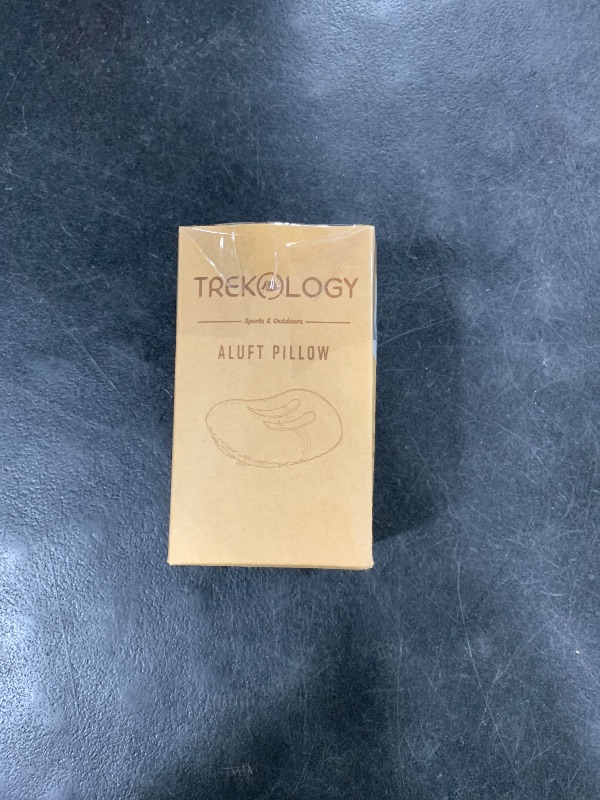 TREKOLOGY
Sports & Outdoors
ALUFT PILLOW